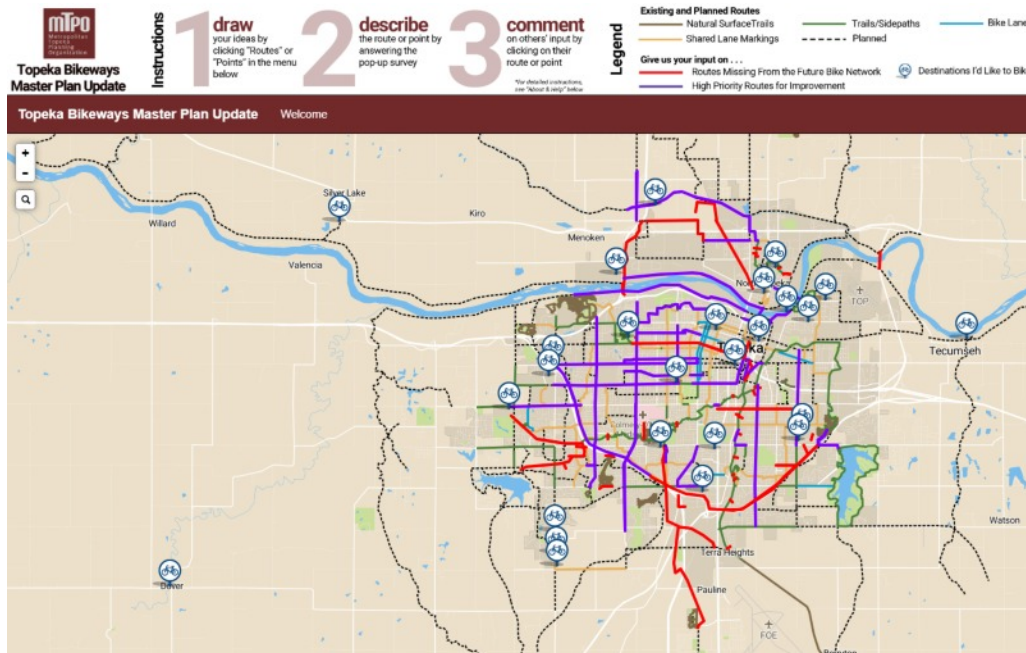 MTPO
Metropolitan
Topeka
Planning
Organization
Topeka Bikeways
Master Plan Update
Instructions
1
draw
your ideas by
clicking "Routes" or
"Points" in the menu
below
2
describe
the route or point by
answering the
pop-up survey
3
comment
on others' input by
clicking on their
route or point
*for detailed instructions,
see "About & Help" below
Legend
Existing and Planned Routes
Natural SurfaceTrails
Trails/Sidepaths
Bike Lane
Shared Lane Markings
Planned
Give us your input on . . .
Routes Missing From the Future Bike Network
Destinations I'd Like to Bik
High Priority Routes for Improvement
Topeka Bikeways Master Plan Update Welcome
+
-
Silver Lake
Willard
Kiro
Menoken
Valencia
TOP
Tecumseh
Watson
Terra Heights
Dover
Pauline
FOE